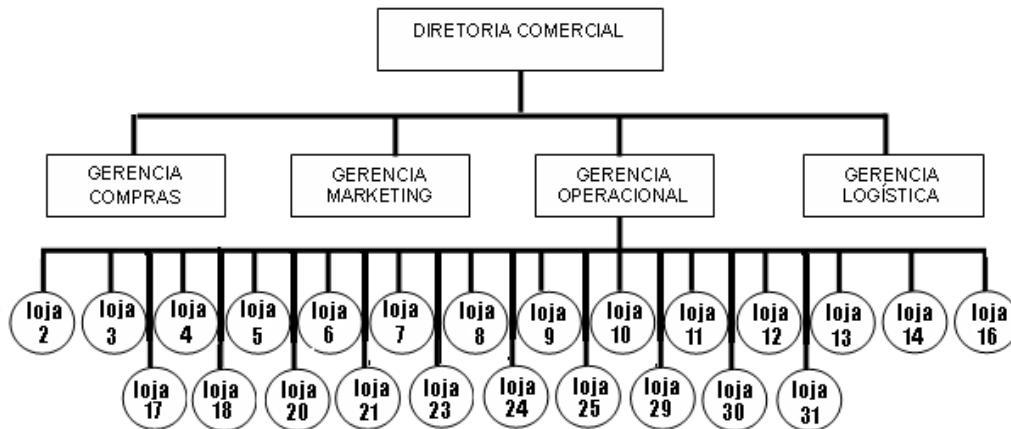 DIRETORIA COMERCIAL
GERENCIA
COMPRAS
GERENCIA
MARKETING
GERENCIA
OPERACIONAL
GERENCIA
LOGÍSTICA
loja
2
loja
3
loja
4
loja
5
loja
6
loja
7
loja
8
loja
9
loja
10
loja
11
loja
12
loja
13
loja
14
loja
16
loja
17
loja
18
loja
20
loja
21
loja
23
loja
24
loja
25
loja
29
loja
30
loja
31